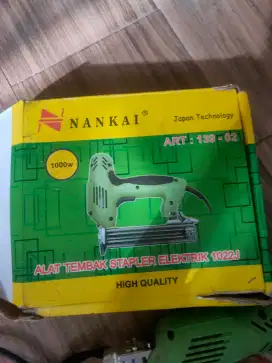 NANKAI®
Japan Technology
ART : 139 - 02
1000w
ALAT TEMBAK STAPLER ELEKTRIK 1022J
HIGH QUALITY